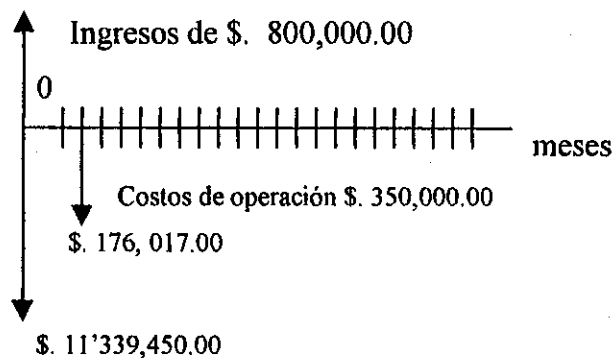 Ingresos de $. 800,000.00
0
meses
Costos de operación $. 350,000.00
$. 176, 017.00
$. 11'339,450.00